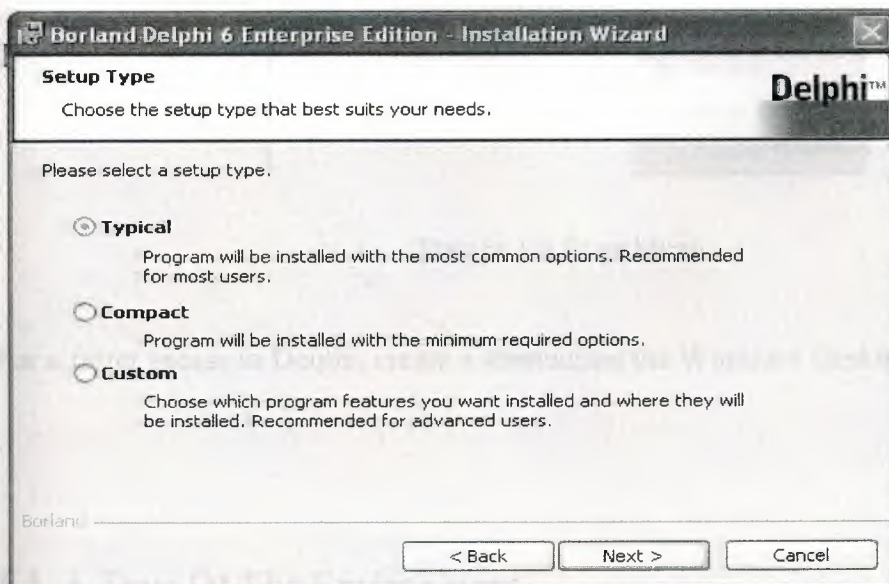 Borland Delphi 6 Enterprise Edition - Installation Wizard
Setup Type
Choose the setup type that best suits your needs.
Delphi™
Please select a setup type.
Typical
Program will be installed with the most common options. Recommended
for most users.
Compact
Program will be installed with the minimum required options.
Custom
Choose which program features you want installed and where they will
be installed. Recommended for advanced users.
Borland
< Back
Next >
Cancel